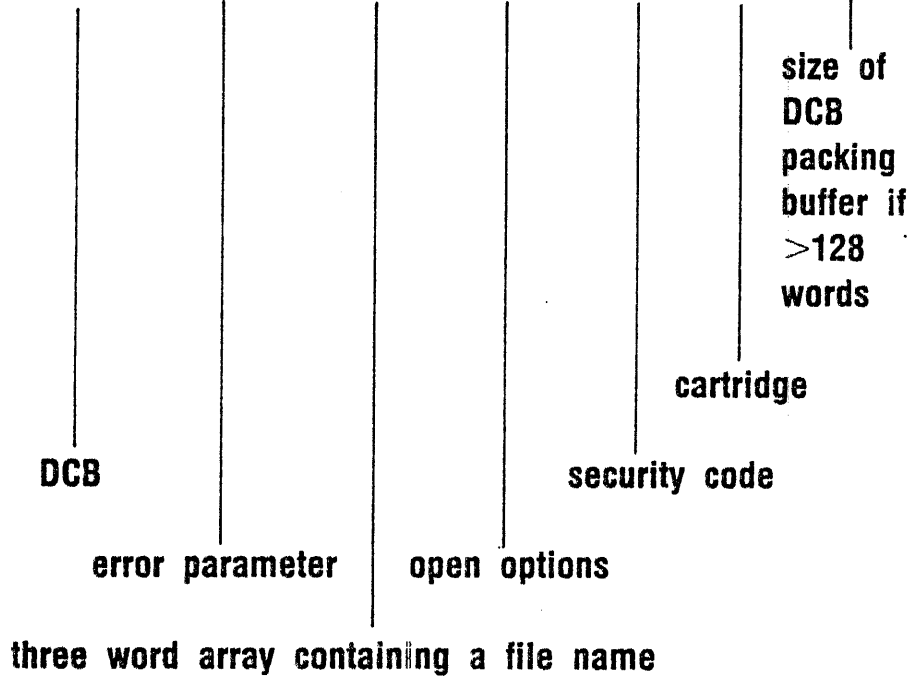 size of
DCB
packing
buffer if
>128
words
cartridge
DCB
security code
error parameter
open options
three word array containing a file name